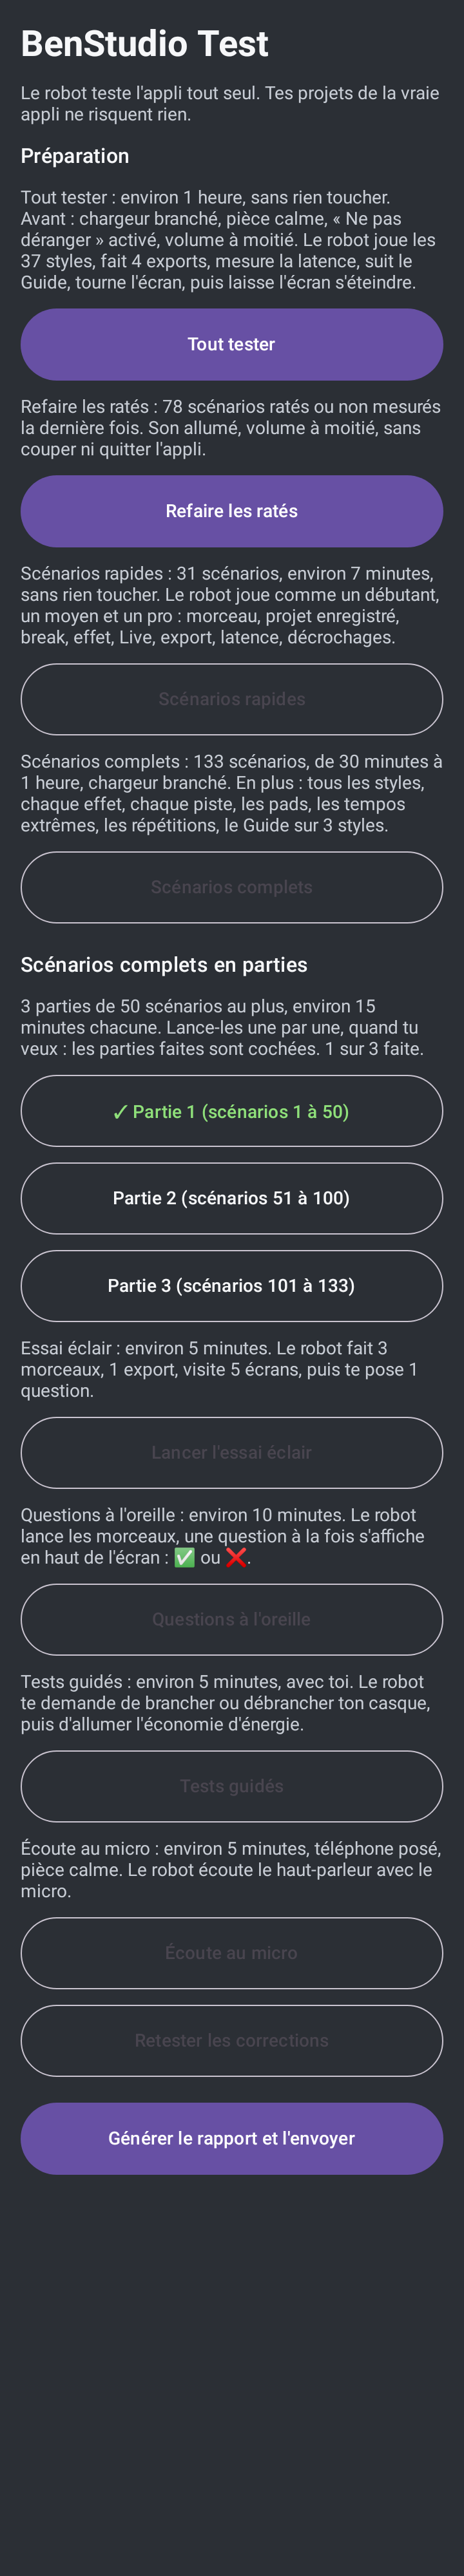 BenStudio Test
Le robot teste l'appli tout seul. Tes projets de la vraie
appli ne risquent rien.
Préparation
Tout tester : environ 1 heure, sans rien toucher.
Avant : chargeur branché, pièce calme, « Ne pas
déranger » activé, volume à moitié. Le robot joue les
37 styles, fait 4 exports, mesure la latence, suit le
Guide, tourne l'écran, puis laisse l'écran s'éteindre.
Tout tester
Refaire les ratés : 78 scénarios ratés ou non mesurés
la dernière fois. Son allumé, volume à moitié, sans
couper ni quitter l'appli.
Refaire les ratés
Scénarios rapides : 31 scénarios, environ 7 minutes,
sans rien toucher. Le robot joue comme un débutant,
un moyen et un pro : morceau, projet enregistré,
break, effet, Live, export, latence, décrochages.
Scénarios rapides
Scénarios complets : 133 scénarios, de 30 minutes à
1 heure, chargeur branché. En plus : tous les styles,
chaque effet, chaque piste, les pads, les tempos
extrêmes, les répétitions, le Guide sur 3 styles.
Scénarios complets
Scénarios complets en parties
3 parties de 50 scénarios au plus, environ 15
minutes chacune. Lance-les une par une, quand tu
veux : les parties faites sont cochées. 1 sur 3 faite.
✓ Partie 1 (scénarios 1 à 50)
Partie 2 (scénarios 51 à 100)
Partie 3 (scénarios 101 à 133)
Essai éclair : environ 5 minutes. Le robot fait 3
morceaux, 1 export, visite 5 écrans, puis te pose 1
question.
Lancer l'essai éclair
Questions à l'oreille : environ 10 minutes. Le robot
lance les morceaux, une question à la fois s'affiche
en haut de l'écran : ✅ ou ❌.
Questions à l'oreille
Tests guidés : environ 5 minutes, avec toi. Le robot
te demande de brancher ou débrancher ton casque,
puis d'allumer l'économie d'énergie.
Tests guidés
Écoute au micro : environ 5 minutes, téléphone posé,
pièce calme. Le robot écoute le haut-parleur avec le
micro.
Écoute au micro
Retester les corrections
Générer le rapport et l'envoyer